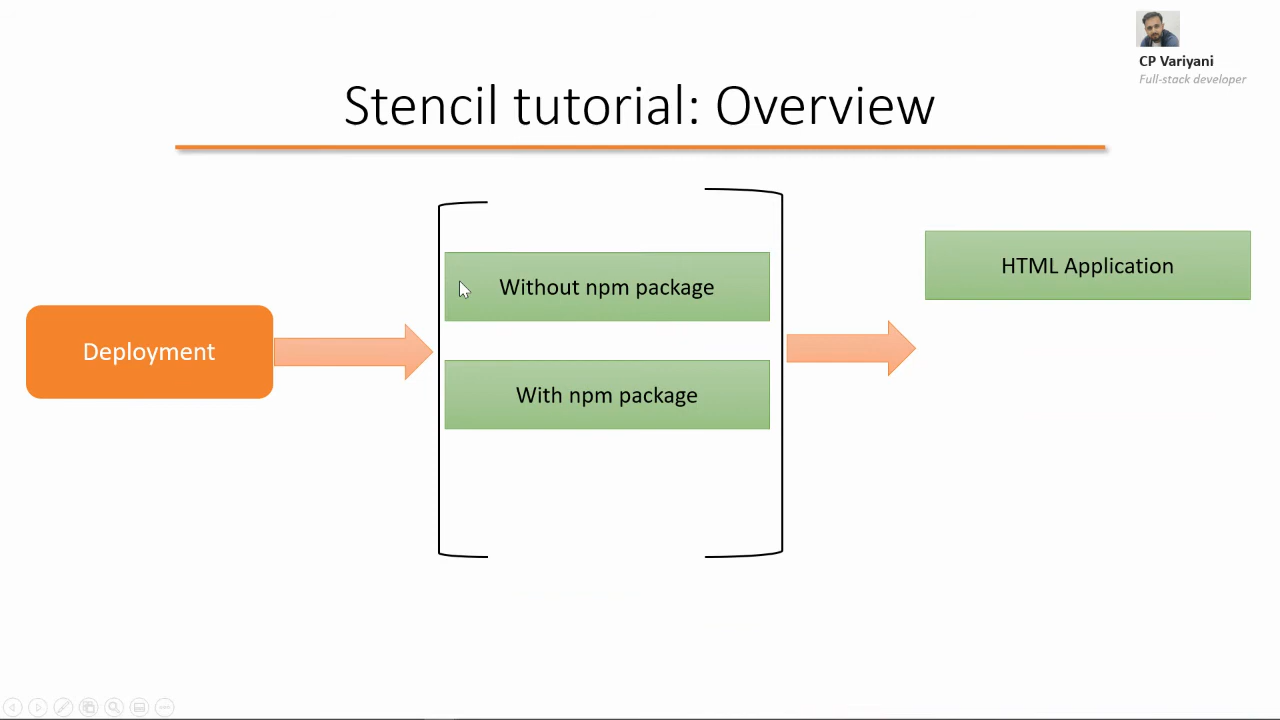 CP Variyani
Full-stack developer
Stencil tutorial: Overview
Deployment
Without npm package
With npm package
HTML Application